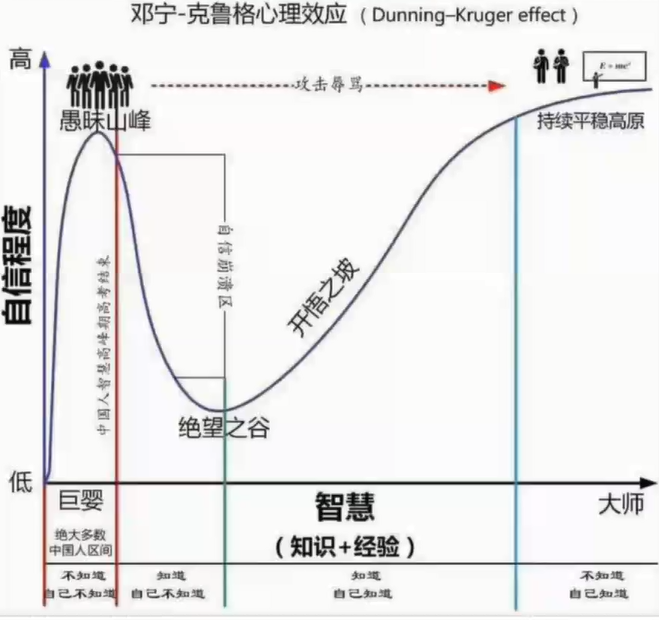 邓宁-克鲁格心理效应（Dunning–Kruger effect）
高
攻击辱骂
E = mc²
愚昧山峰
持续平稳高原
自信程度
中国人智慧高峰期高考结束
自信崩溃区
开悟之坡
绝望之谷
低
巨婴
智慧
大师
（知识+经验）
绝大多数
中国人区间
不知道
自己不知道
知道
自己不知道
知道
自己知道
不知道
自己知道